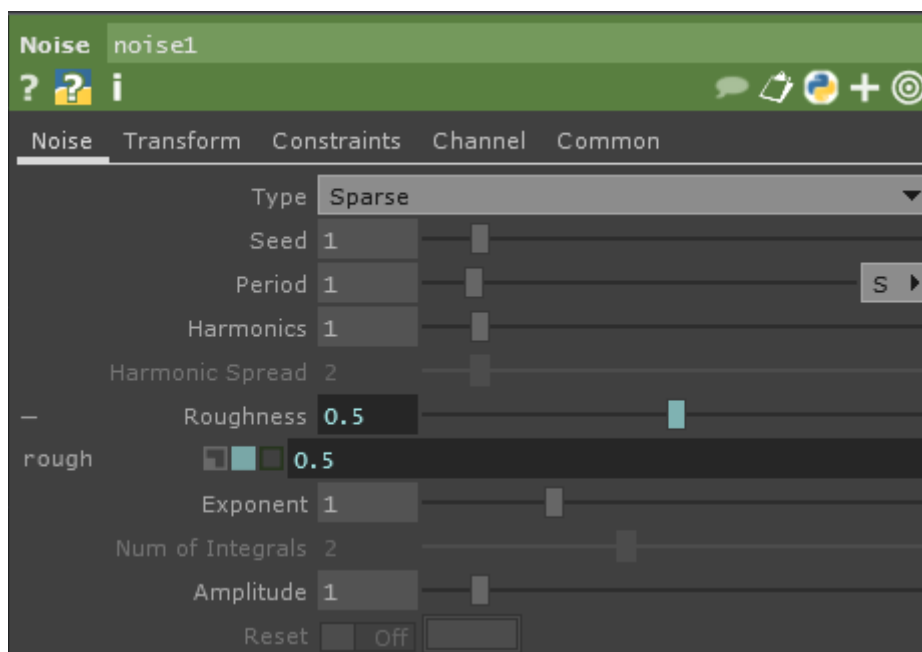 Noise noise1
? ? i
Noise Transform Constraints Channel Common
Type Sparse
Seed 1
Period 1 S
Harmonics 1
Harmonic Spread 2
Roughness 0.5
rough 0.5
Exponent 1
Num of Integrals 2
Amplitude 1
Reset Off